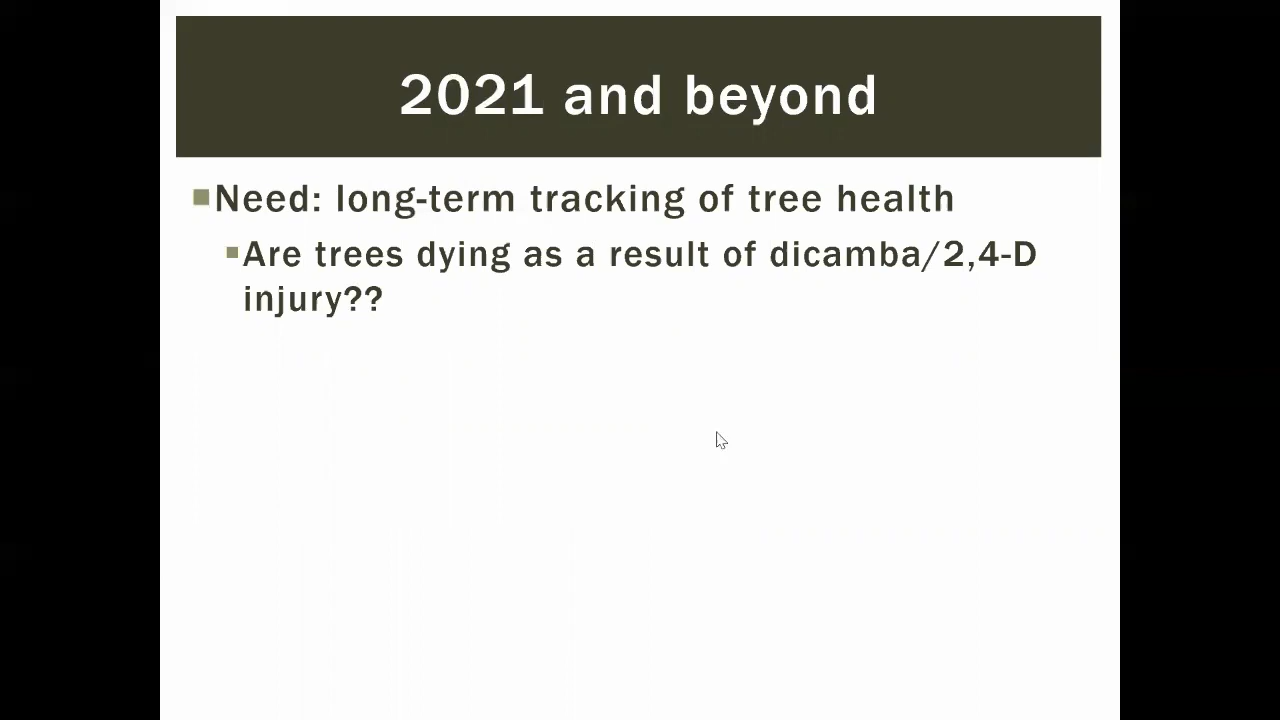 2021 and beyond
Need: long-term tracking of tree health
Are trees dying as a result of dicamba/2,4-D
injury??